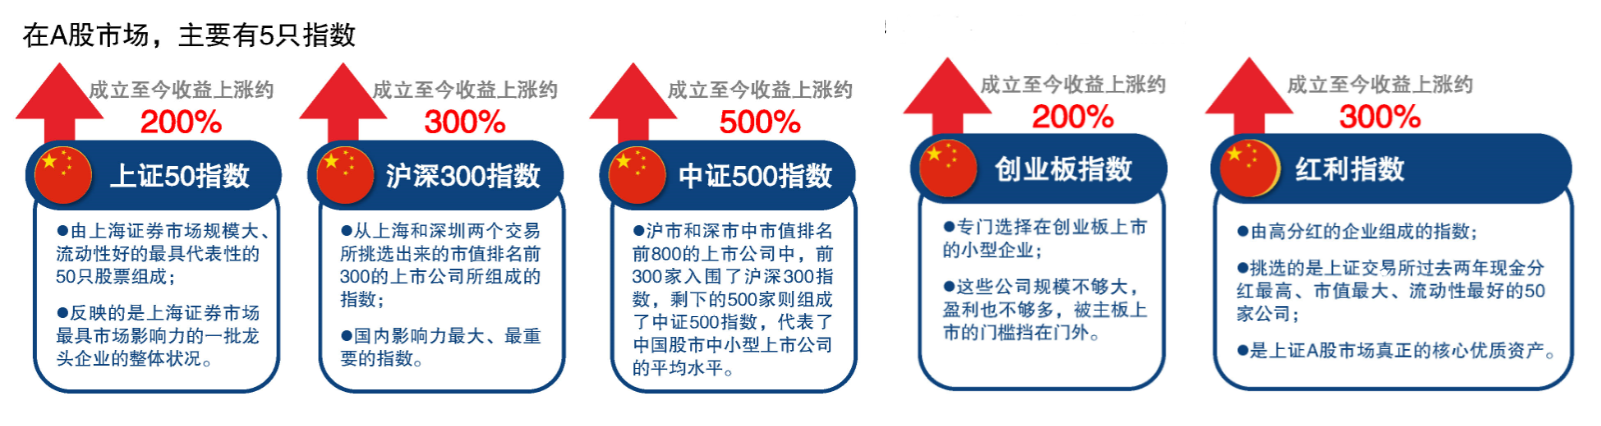 在A股市场，主要有5只指数
成立至今收益上涨约
200%
上证50指数
●由上海证券市场规模大、
流动性好的最具代表性的
50只股票组成；
●反映的是上海证券市场
最具市场影响力的一批龙
头企业的整体状况。
成立至今收益上涨约
300%
沪深300指数
●从上海和深圳两个交易
所挑选出来的市值排名前
300的上市公司所组成的
指数；
●国内影响力最大、最重
要的指数。
成立至今收益上涨约
500%
中证500指数
●沪市和深市中市值排名
前800的上市公司中，前
300家入围了沪深300指
数，剩下的500家则组成
了中证500指数，代表了
中国股市中小型上市公司
的平均水平。
成立至今收益上涨约
200%
创业板指数
●专门选择在创业板上市
的小型企业；
●这些公司规模不够大，
盈利也不够多，被主板上
市的门槛挡在门外。
成立至今收益上涨约
300%
红利指数
●由高分红的企业组成的指数；
●挑选的是上证交易所过去两年现金分
红最高、市值最大、流动性最好的50
家公司；
●是上证A股市场真正的核心优质资产。